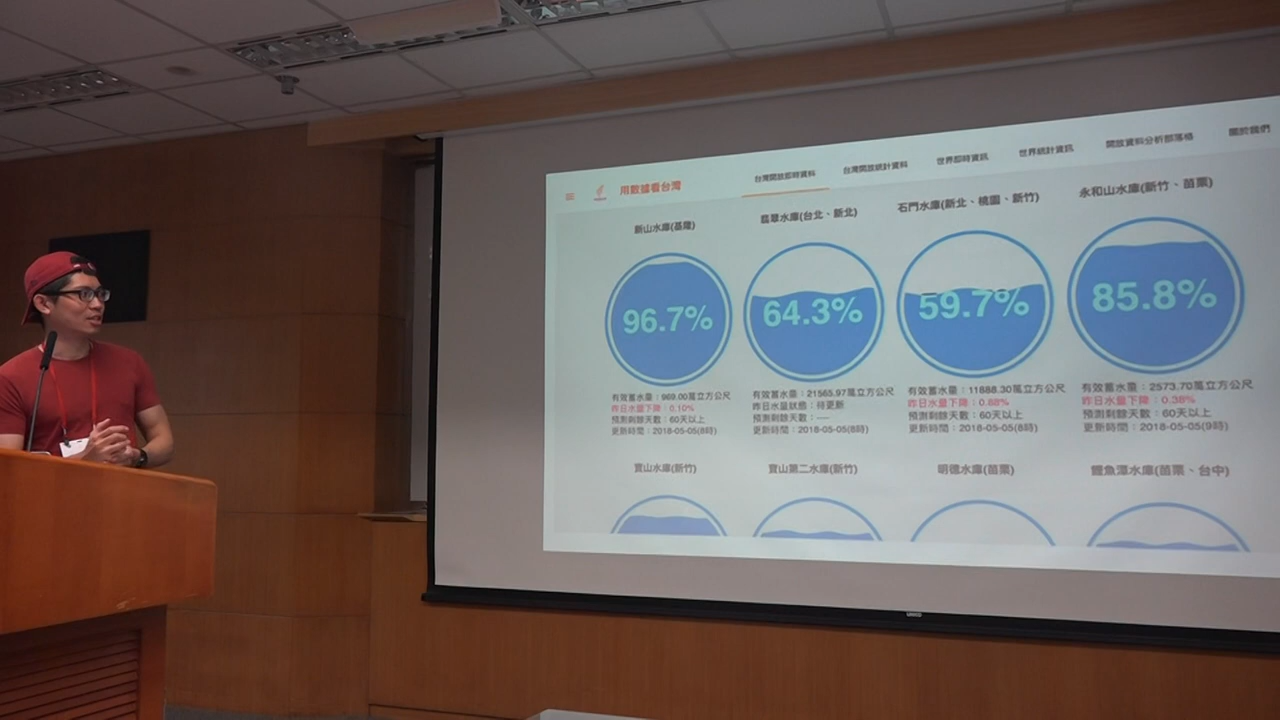 用數據看台灣
台灣開放即時資料 台灣開放統計資料 世界即時資訊 世界統計資訊 開放資料分析部落格 關於我們
新山水庫(基隆) 翡翠水庫(台北、新北) 石門水庫(新北、桃園、新竹) 永和山水庫(新竹、苗栗)
96.7% 64.3% 59.7% 85.8%
有效蓄水量：969.00萬立方公尺 有效蓄水量：21565.97萬立方公尺 有效蓄水量：11888.30萬立方公尺 有效蓄水量：2573.70萬立方公尺
昨日水量下降：0.10% 昨日水量狀態：待更新 昨日水量下降：0.88% 昨日水量下降：0.38%
預測剩餘天數：60天以上 預測剩餘天數：---- 預測剩餘天數：60天以上 預測剩餘天數：60天以上
更新時間：2018-05-05(8時) 更新時間：2018-05-05(8時) 更新時間：2018-05-05(8時) 更新時間：2018-05-05(9時)
寶山水庫(新竹) 寶山第二水庫(新竹) 明德水庫(苗栗) 鯉魚潭水庫(苗栗、台中)